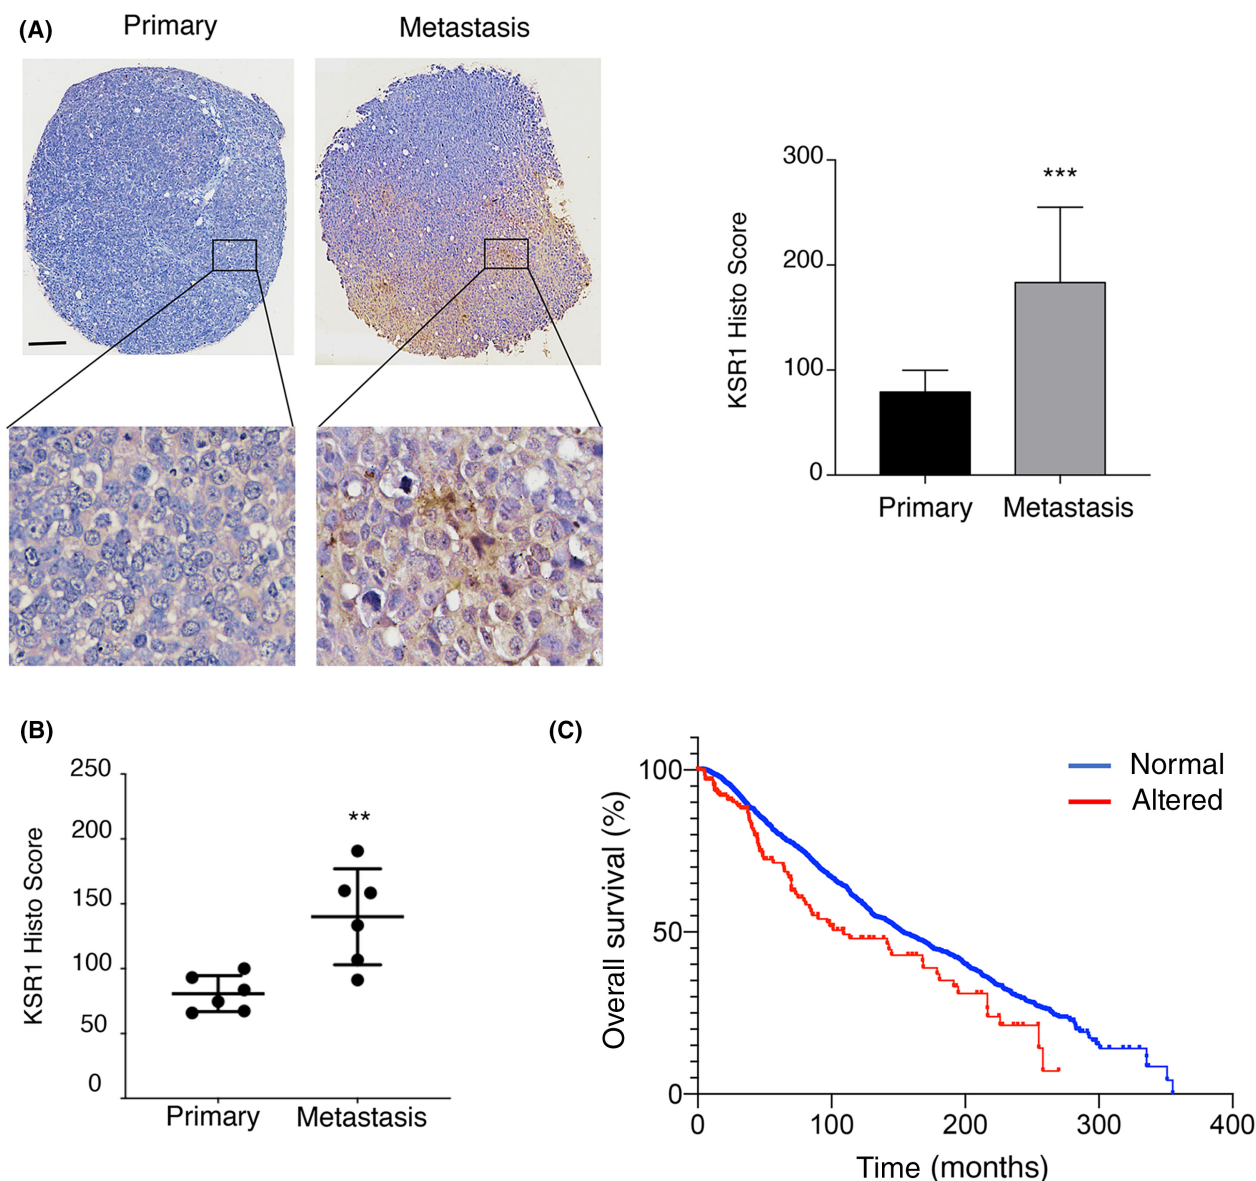 (A)
Primary
Metastasis
300
200
100
0
KSR1 Histo Score
***
Primary
Metastasis
(B)
250
200
150
100
50
0
KSR1 Histo Score
**
Primary
Metastasis
(C)
100
50
0
Overall survival (%)
Normal
Altered
0
100
200
300
400
Time (months)